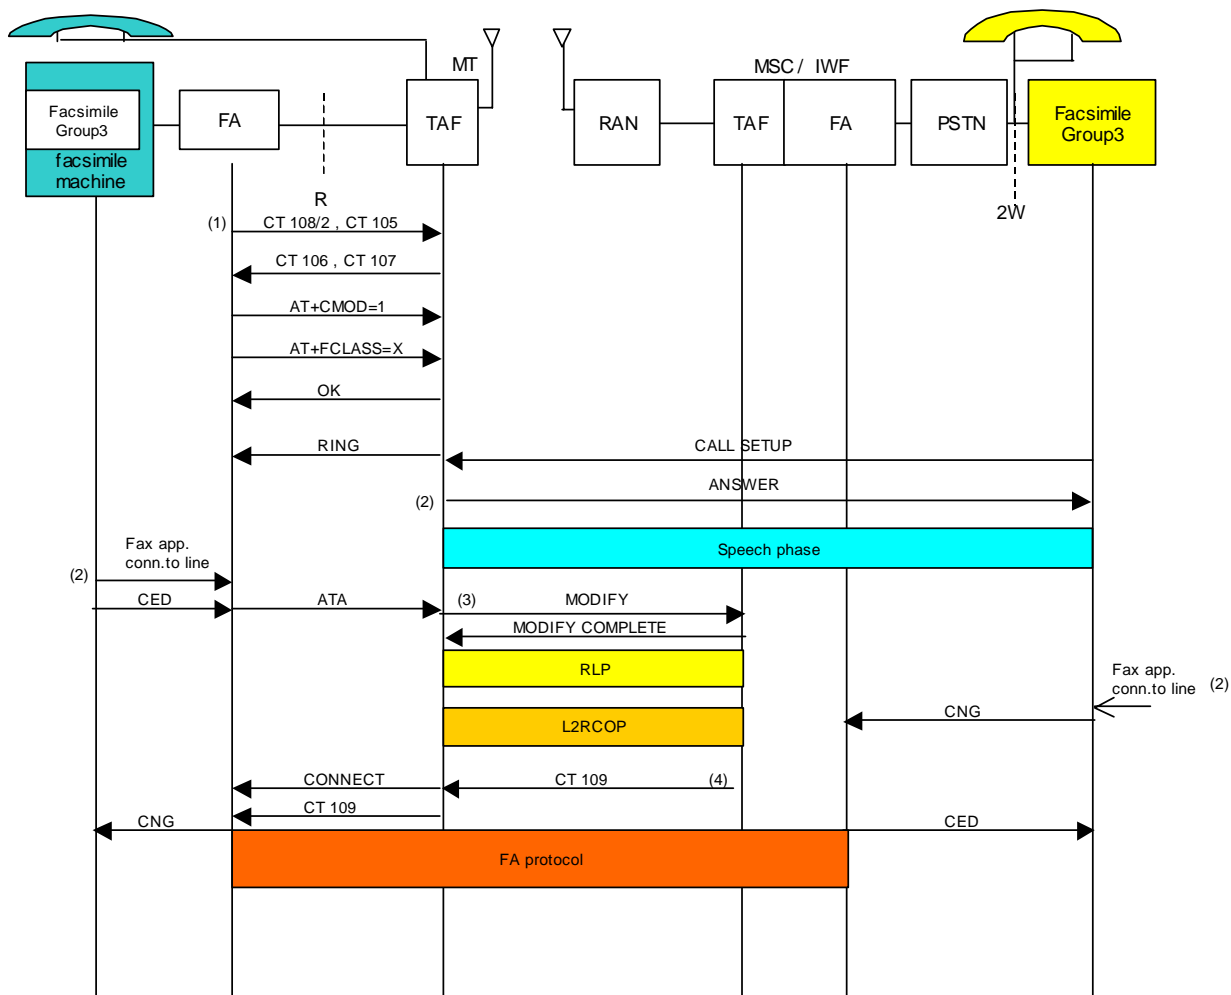 MT
MSC / IWF
Facsimile
Group3
facsimile
machine
FA
TAF
RAN
TAF
FA
PSTN
Facsimile
Group3
R
2W
(1)
CT 108/2 , CT 105
CT 106 , CT 107
AT+CMOD=1
AT+FCLASS=X
OK
RING
CALL SETUP
(2)
ANSWER
Speech phase
Fax app.
conn.to line
(2)
CED
ATA
(3)
MODIFY
MODIFY COMPLETE
RLP
Fax app.
conn.to line
(2)
CNG
L2RCOP
CONNECT
CT 109
(4)
CT 109
CNG
CED
FA protocol